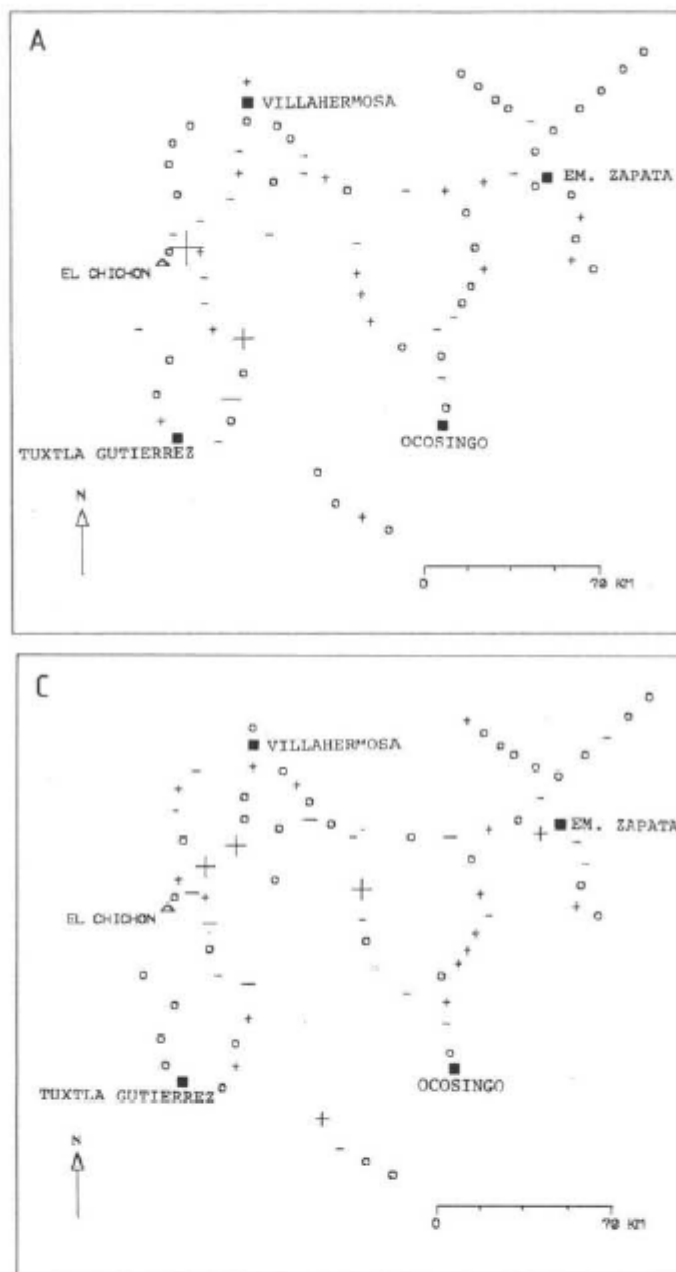 A
VILLAHERMOSA
EM. ZAPATA
EL CHICHON
OCOSINGO
TUXTLA GUTIERREZ
N
0 70 KM
C
VILLAHERMOSA
EM. ZAPATA
EL CHICHON
OCOSINGO
TUXTLA GUTIERREZ
N
0 70 KM